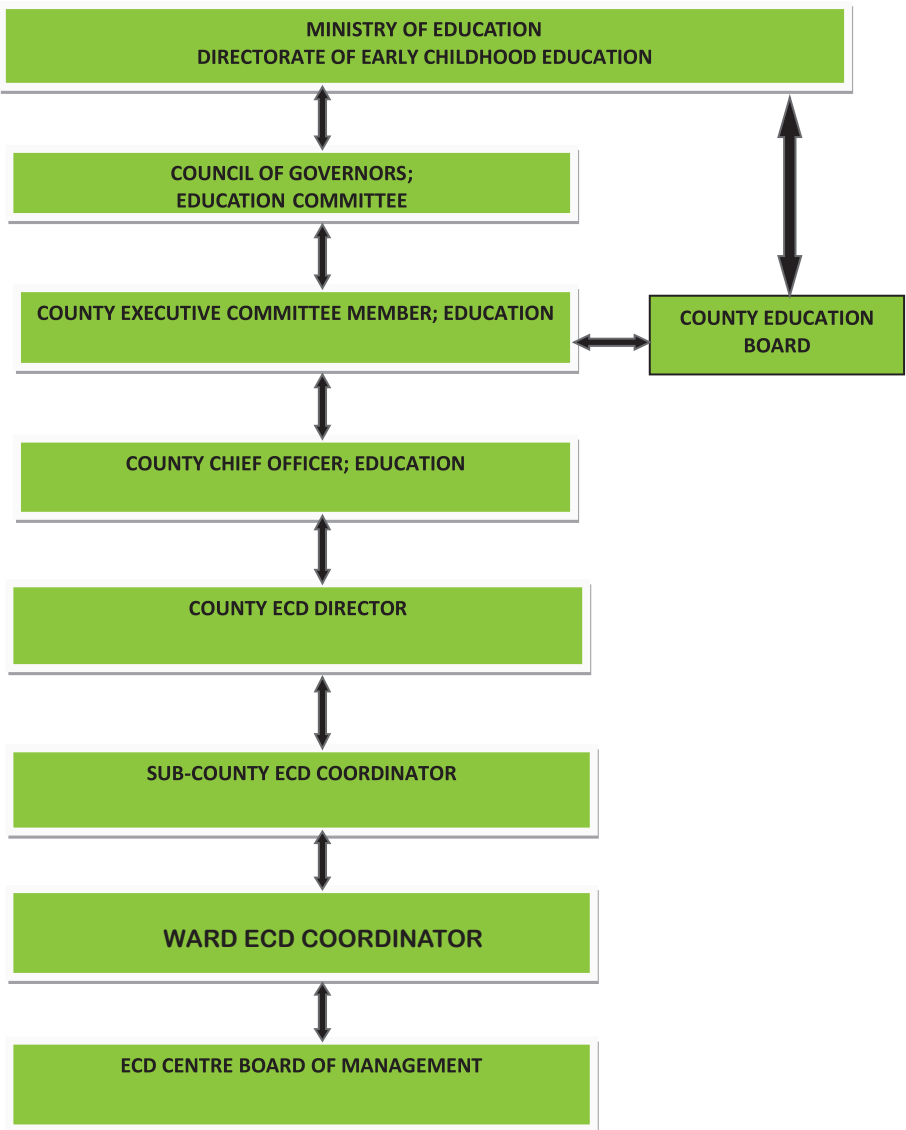 MINISTRY OF EDUCATION
DIRECTORATE OF EARLY CHILDHOOD EDUCATION
COUNCIL OF GOVERNORS;
EDUCATION COMMITTEE
COUNTY EXECUTIVE COMMITTEE MEMBER; EDUCATION
COUNTY EDUCATION
BOARD
COUNTY CHIEF OFFICER; EDUCATION
COUNTY ECD DIRECTOR
SUB-COUNTY ECD COORDINATOR
WARD ECD COORDINATOR
ECD CENTRE BOARD OF MANAGEMENT